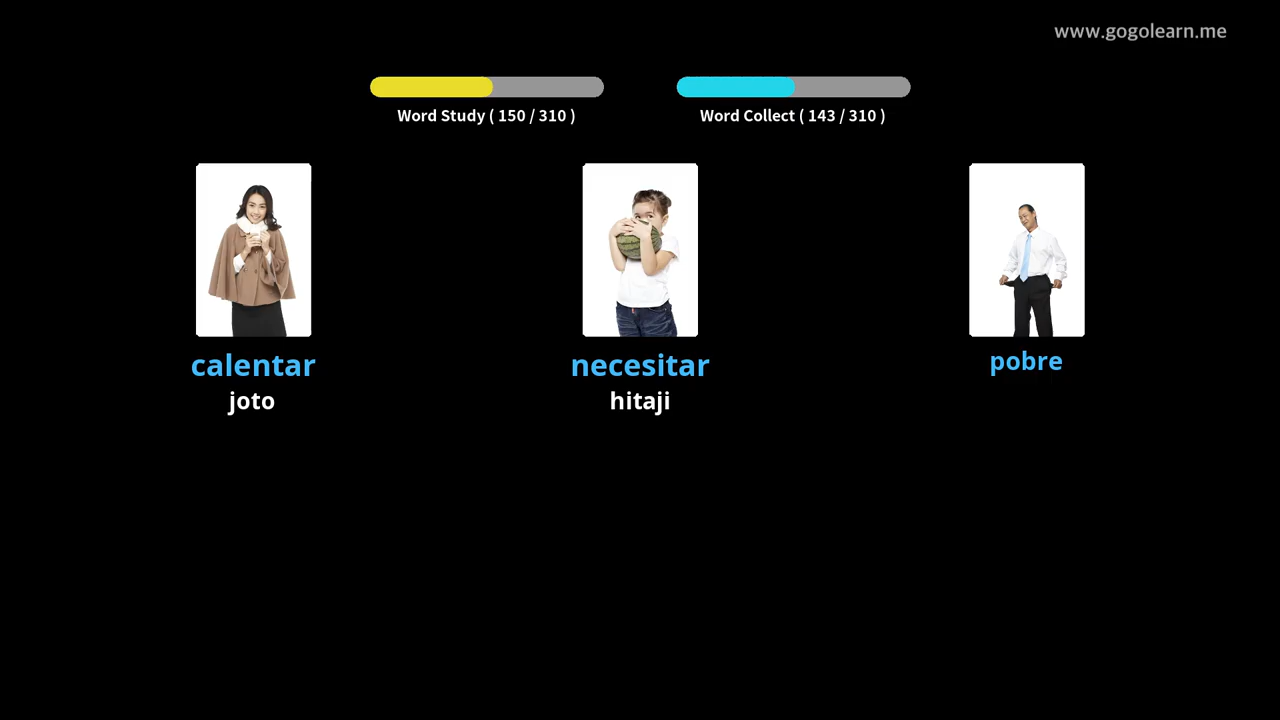 www.gogolearn.me
Word Study ( 150 / 310 )
Word Collect ( 143 / 310 )
calentar
joto
necesitar
hitaji
pobre